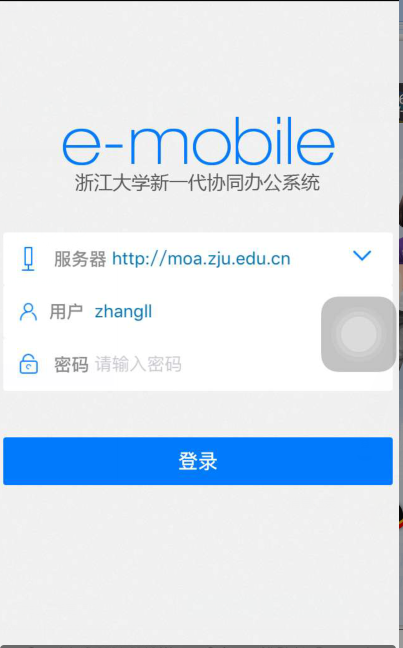 e-mobile
浙江大学新一代协同办公系统
服务器 http://moa.zju.edu.cn
用户 zhangll
密码 请输入密码
登录